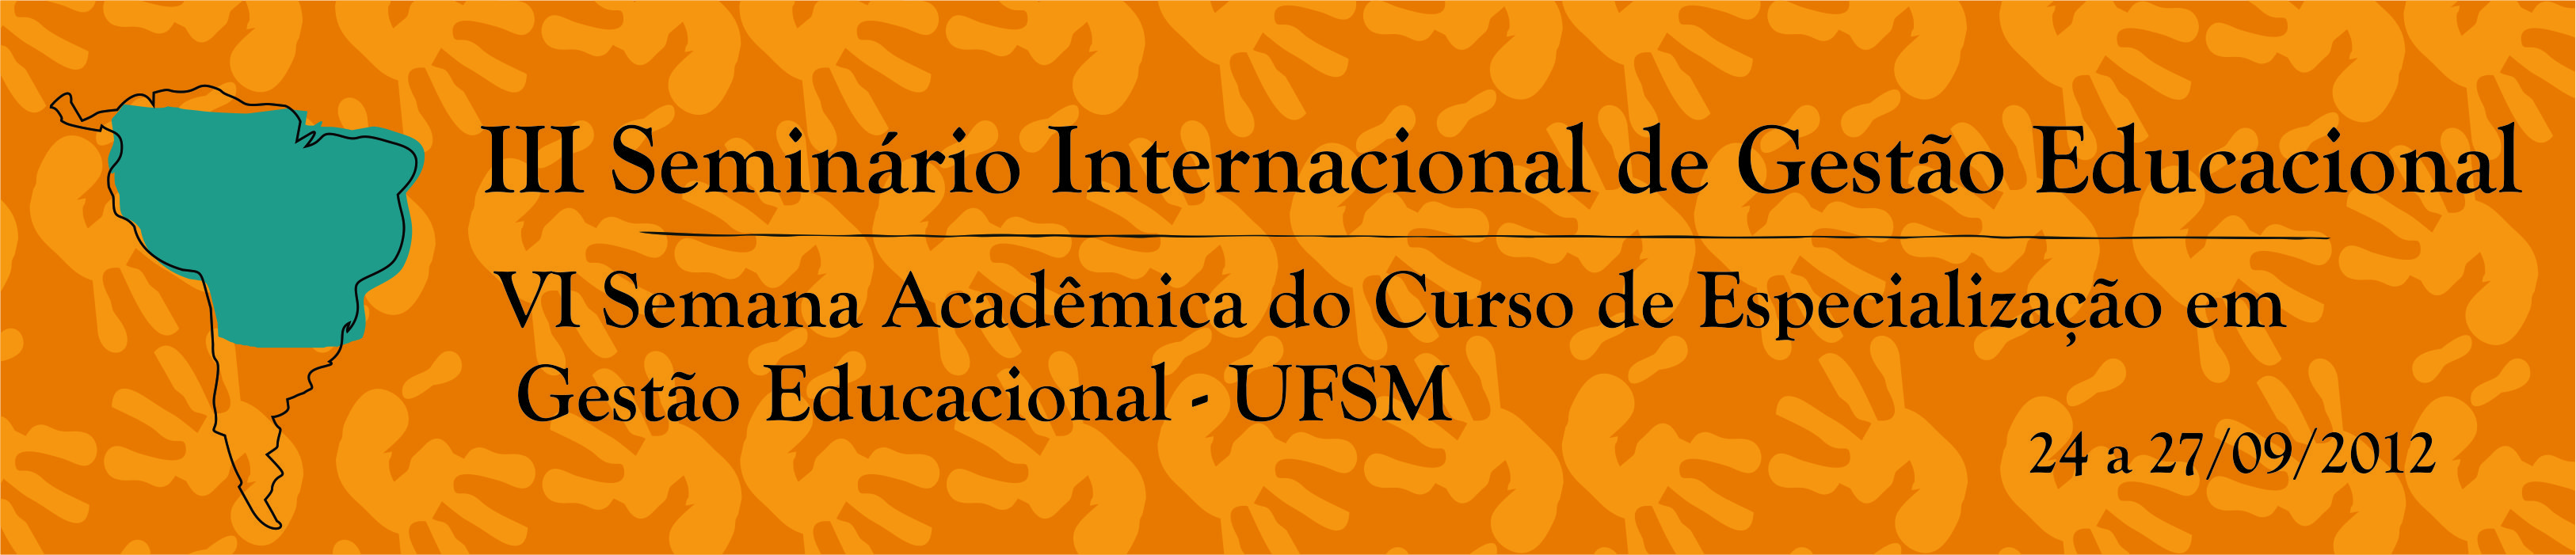 III Seminário Internacional de Gestão Educacional
VI Semana Acadêmica do Curso de Especialização em
Gestão Educacional - UFSM
24 a 27/09/2012